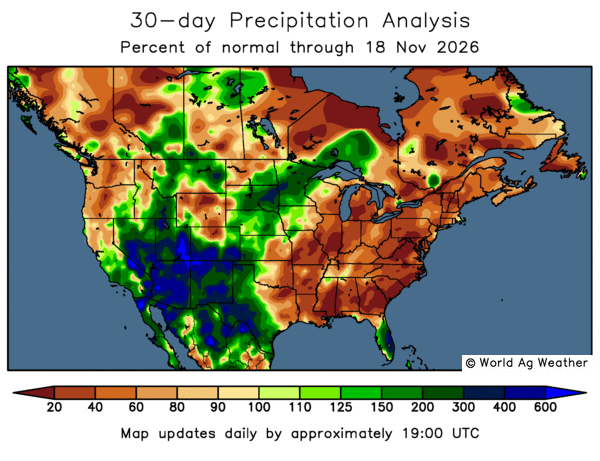 30-day Precipitation Analysis
Percent of normal through 18 Nov 2026
© World Ag Weather
20 40 60 80 90 100 110 125 150 200 300 400 600
Map updates daily by approximately 19:00 UTC